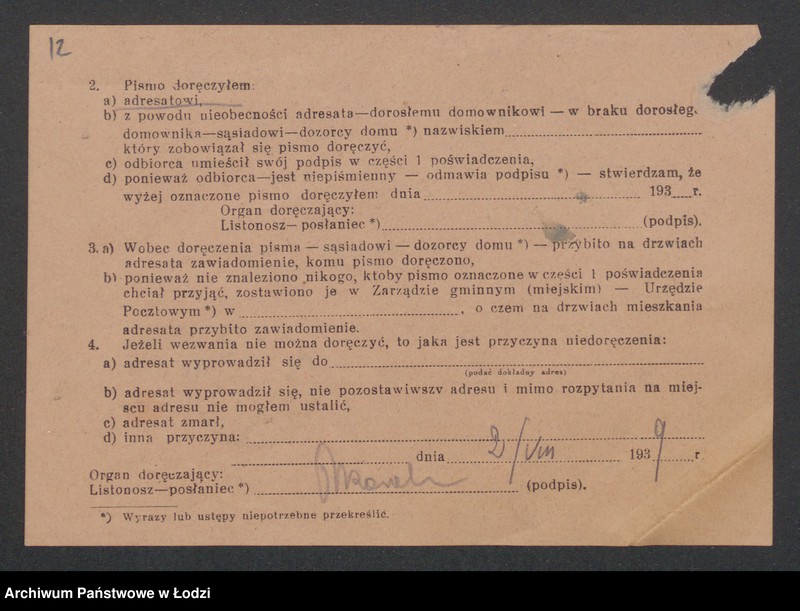 12
2. Pismo doręczyłem:
a) adresatowi,
b) z powodu nieobecności adresata—dorosłemu domownikowi — w braku dorosłeg
domownika—sąsiadowi—dozorcy domu *) nazwiskiem
który zobowiązał się pismo doręczyć,
c) odbiorca umieścił swój podpis w części 1 poświadczenia,
d) ponieważ odbiorca—jest niepiśmienny — odmawia podpisu *) — stwierdzam, że
wyżej oznaczone pismo doręczyłem dnia 193 r.
Organ doręczający:
Listonosz—posłaniec *) (podpis).
3. a) Wobec doręczenia pisma — sąsiadowi — dozorcy domu *) — przybito na drzwiach
adresata zawiadomienie, komu pismo doręczono,
b) ponieważ nie znaleziono nikogo, ktoby pismo oznaczone w części 1 poświadczenia
chciał przyjąć, zostawiono je w Zarządzie gminnym (miejskim) — Urzędzie
Pocztowym *) w , o czem na drzwiach mieszkania
adresata przybito zawiadomienie.
4. Jeżeli wezwania nie można doręczyć, to jaka jest przyczyna niedoręczenia:
a) adresat wyprowadził się do
(podać dokładny adres)
b) adresat wyprowadził się, nie pozostawiwszy adresu i mimo rozpytania na miej-
scu adresu nie mogłem ustalić,
c) adresat zmarł,
d) inna przyczyna:
dnia 2/VIII 1939 r
Organ doręczający:
Listonosz—posłaniec *) (podpis).
*) Wyrazy lub ustępy niepotrzebne przekreślić.
Archiwum Państwowe w Łodzi